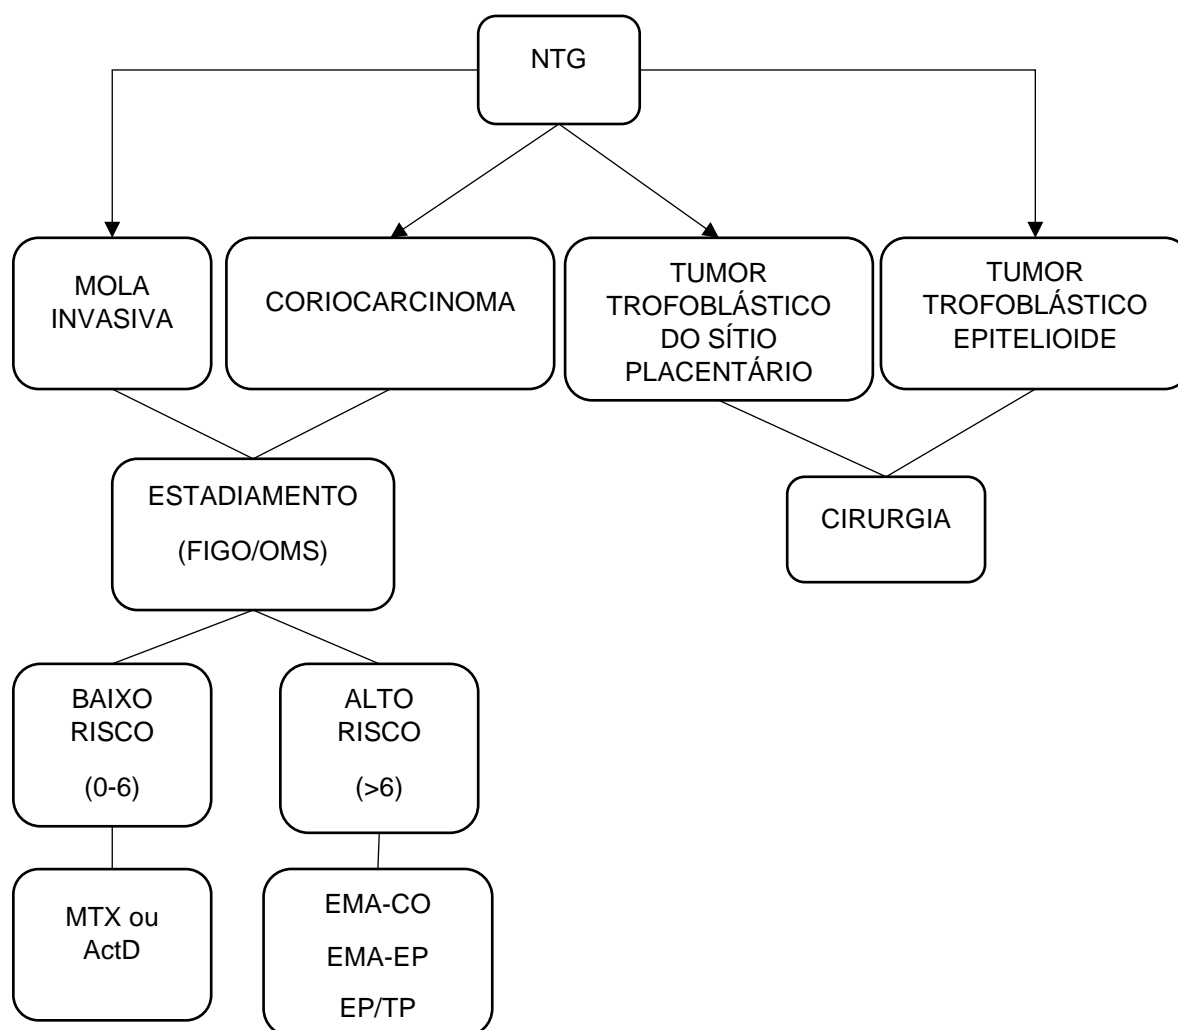 NTG
MOLA
INVASIVA
CORIOCARCINOMA
TUMOR
TROFOBLÁSTICO
DO SÍTIO
PLACENTÁRIO
TUMOR
TROFOBLÁSTICO
EPITELIOIDE
ESTADIAMENTO
(FIGO/OMS)
CIRURGIA
BAIXO
RISCO
(0-6)
ALTO
RISCO
(>6)
MTX ou
ActD
EMA-CO
EMA-EP
EP/TP